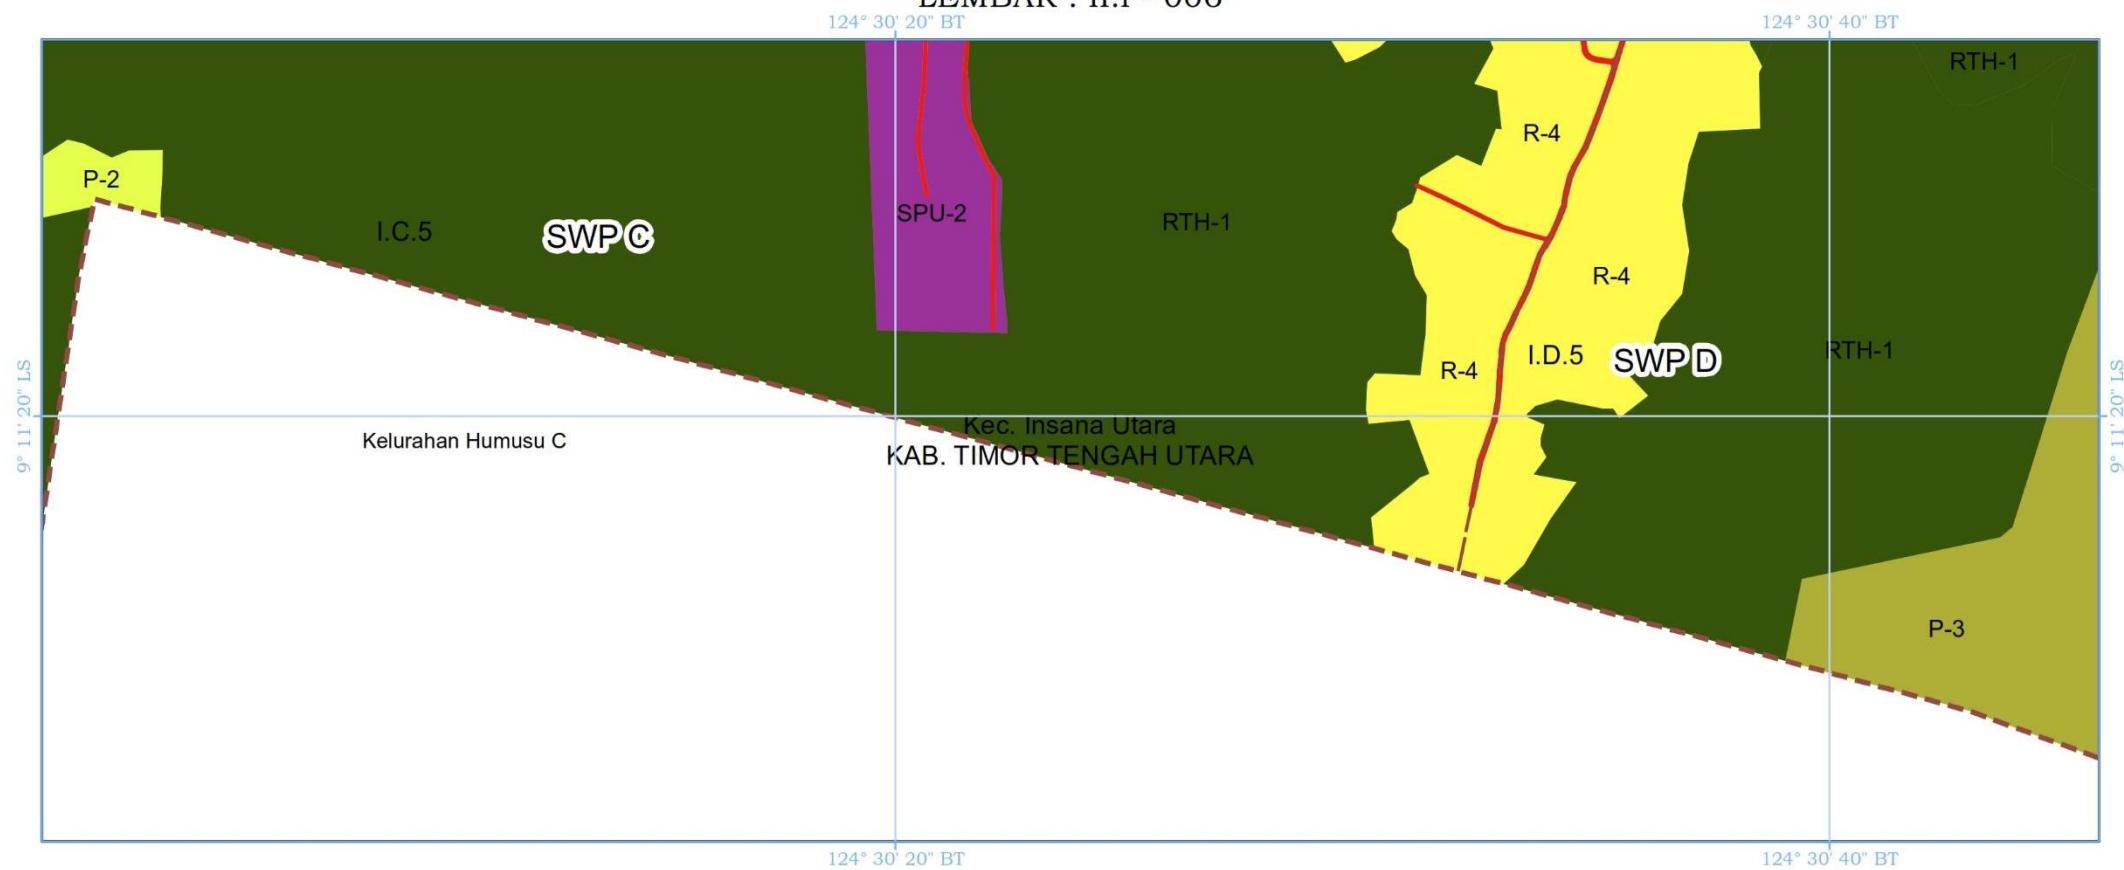 124° 30' 20" BT
124° 30' 40" BT
RTH-1
R-4
P-2
SPU-2
RTH-1
I.C.5
SWP C
R-4
RTH-1
I.D.5
SWP D
R-4
9° 11' 20" LS
9° 11' 20" LS
Kec. Insana Utara
Kelurahan Humusu C
KAB. TIMOR TENGAH UTARA
P-3
124° 30' 20" BT
124° 30' 40" BT